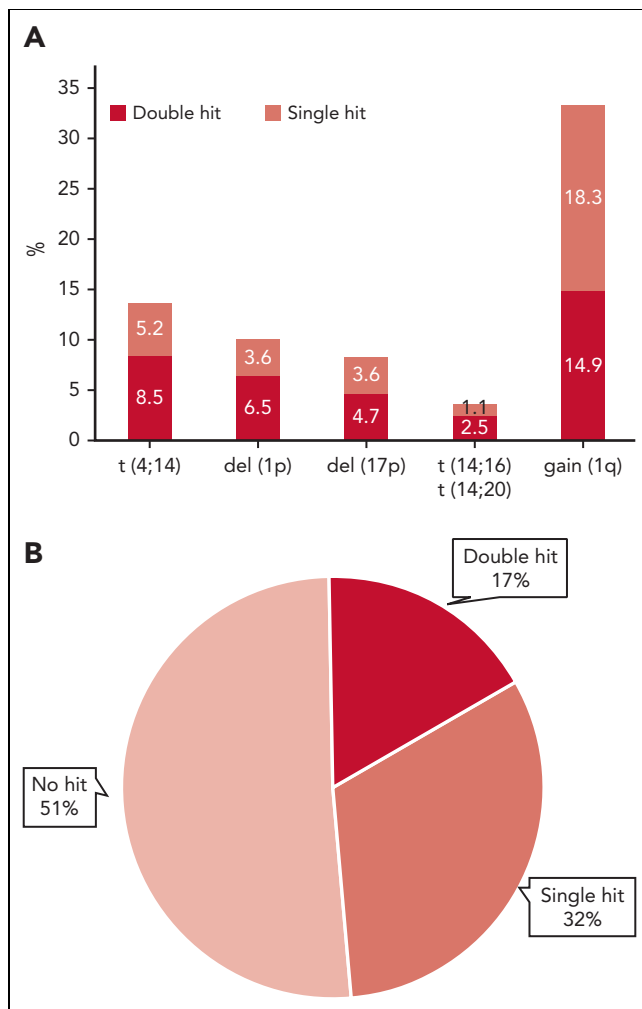 A
35
30
25
20
15
10
5
0
%
Double hit
Single hit
5.2
8.5
3.6
6.5
3.6
4.7
1.1
2.5
18.3
14.9
t (4;14)
del (1p)
del (17p)
t (14;16)
t (14;20)
gain (1q)
B
Double hit
17%
No hit
51%
Single hit
32%